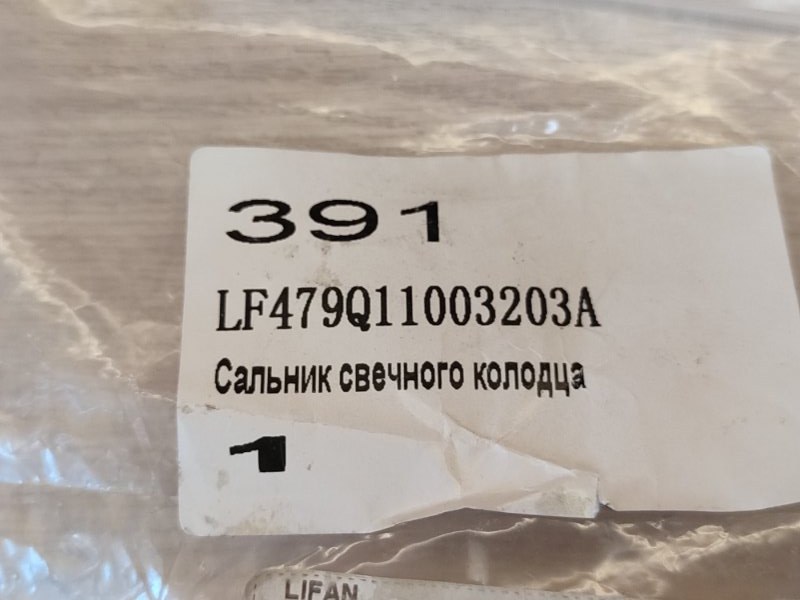 391
LF479Q11003203A
Сальник свечного колодца
1
LIFAN